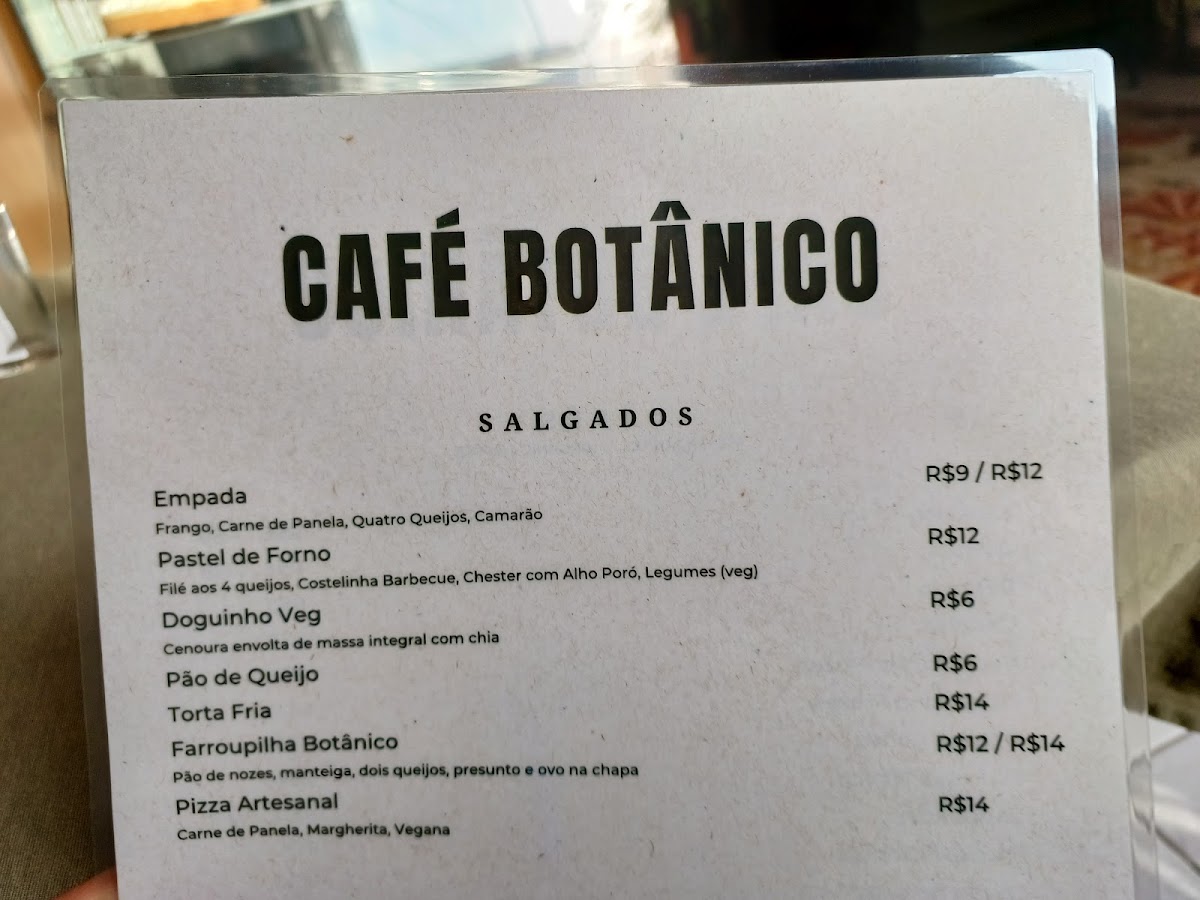 CAFÉ BOTÂNICO
SALGADOS
Empada R$9 / R$12
Frango, Carne de Panela, Quatro Queijos, Camarão
Pastel de Forno R$12
Filé aos 4 queijos, Costelinha Barbecue, Chester com Alho Poró, Legumes (veg)
Doguinho Veg R$6
Cenoura envolta de massa integral com chia
Pão de Queijo R$6
Torta Fria R$14
Farroupilha Botânico R$12 / R$14
Pão de nozes, manteiga, dois queijos, presunto e ovo na chapa
Pizza Artesanal R$14
Carne de Panela, Margherita, Vegana